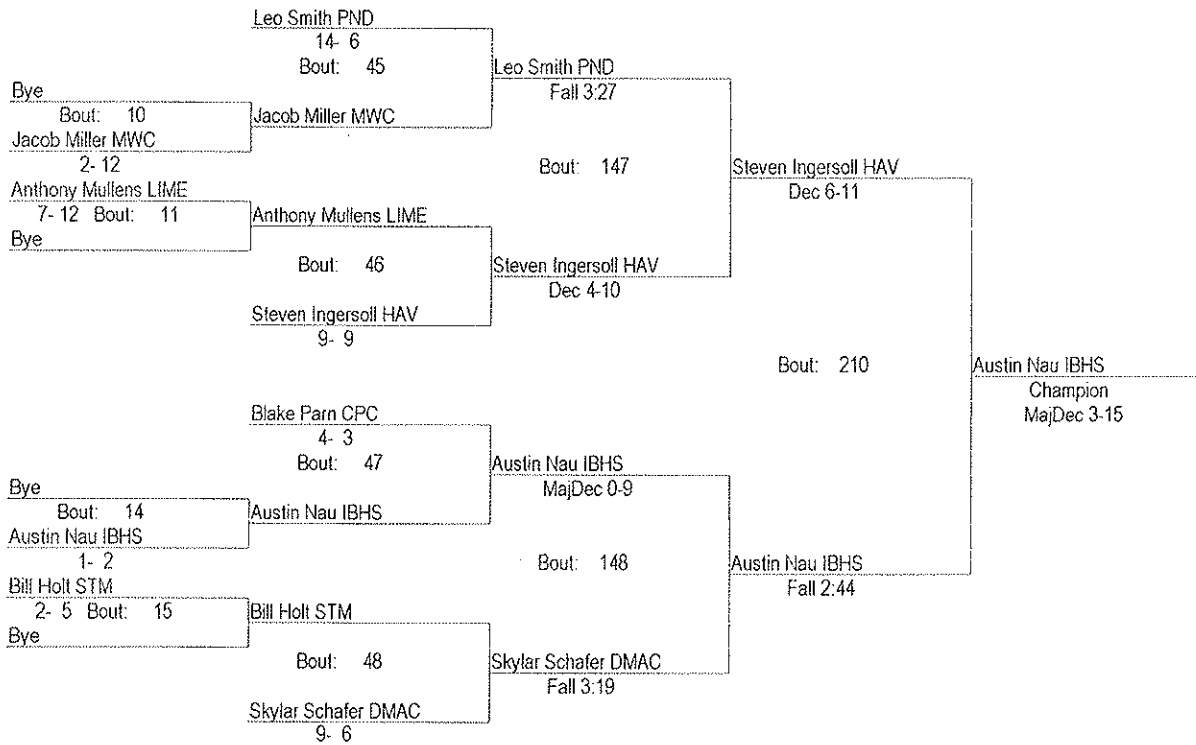 Leo Smith PND
14- 6
Bout: 45
Leo Smith PND
Fall 3:27
Bye
Bout: 10
Jacob Miller MWC
Jacob Miller MWC
2- 12
Bout: 147
Steven Ingersoll HAV
Dec 6-11
Anthony Mullens LIME
7- 12 Bout: 11
Anthony Mullens LIME
Bye
Bout: 46
Steven Ingersoll HAV
Dec 4-10
Steven Ingersoll HAV
9- 9
Bout: 210
Austin Nau IBHS
Champion
MajDec 3-15
Blake Parn CPC
4- 3
Bout: 47
Austin Nau IBHS
MajDec 0-9
Bye
Bout: 14
Austin Nau IBHS
Austin Nau IBHS
1- 2
Bout: 148
Austin Nau IBHS
Fall 2:44
Bill Holt STM
2- 5 Bout: 15
Bill Holt STM
Bye
Bout: 48
Skylar Schafer DMAC
Fall 3:19
Skylar Schafer DMAC
9- 6